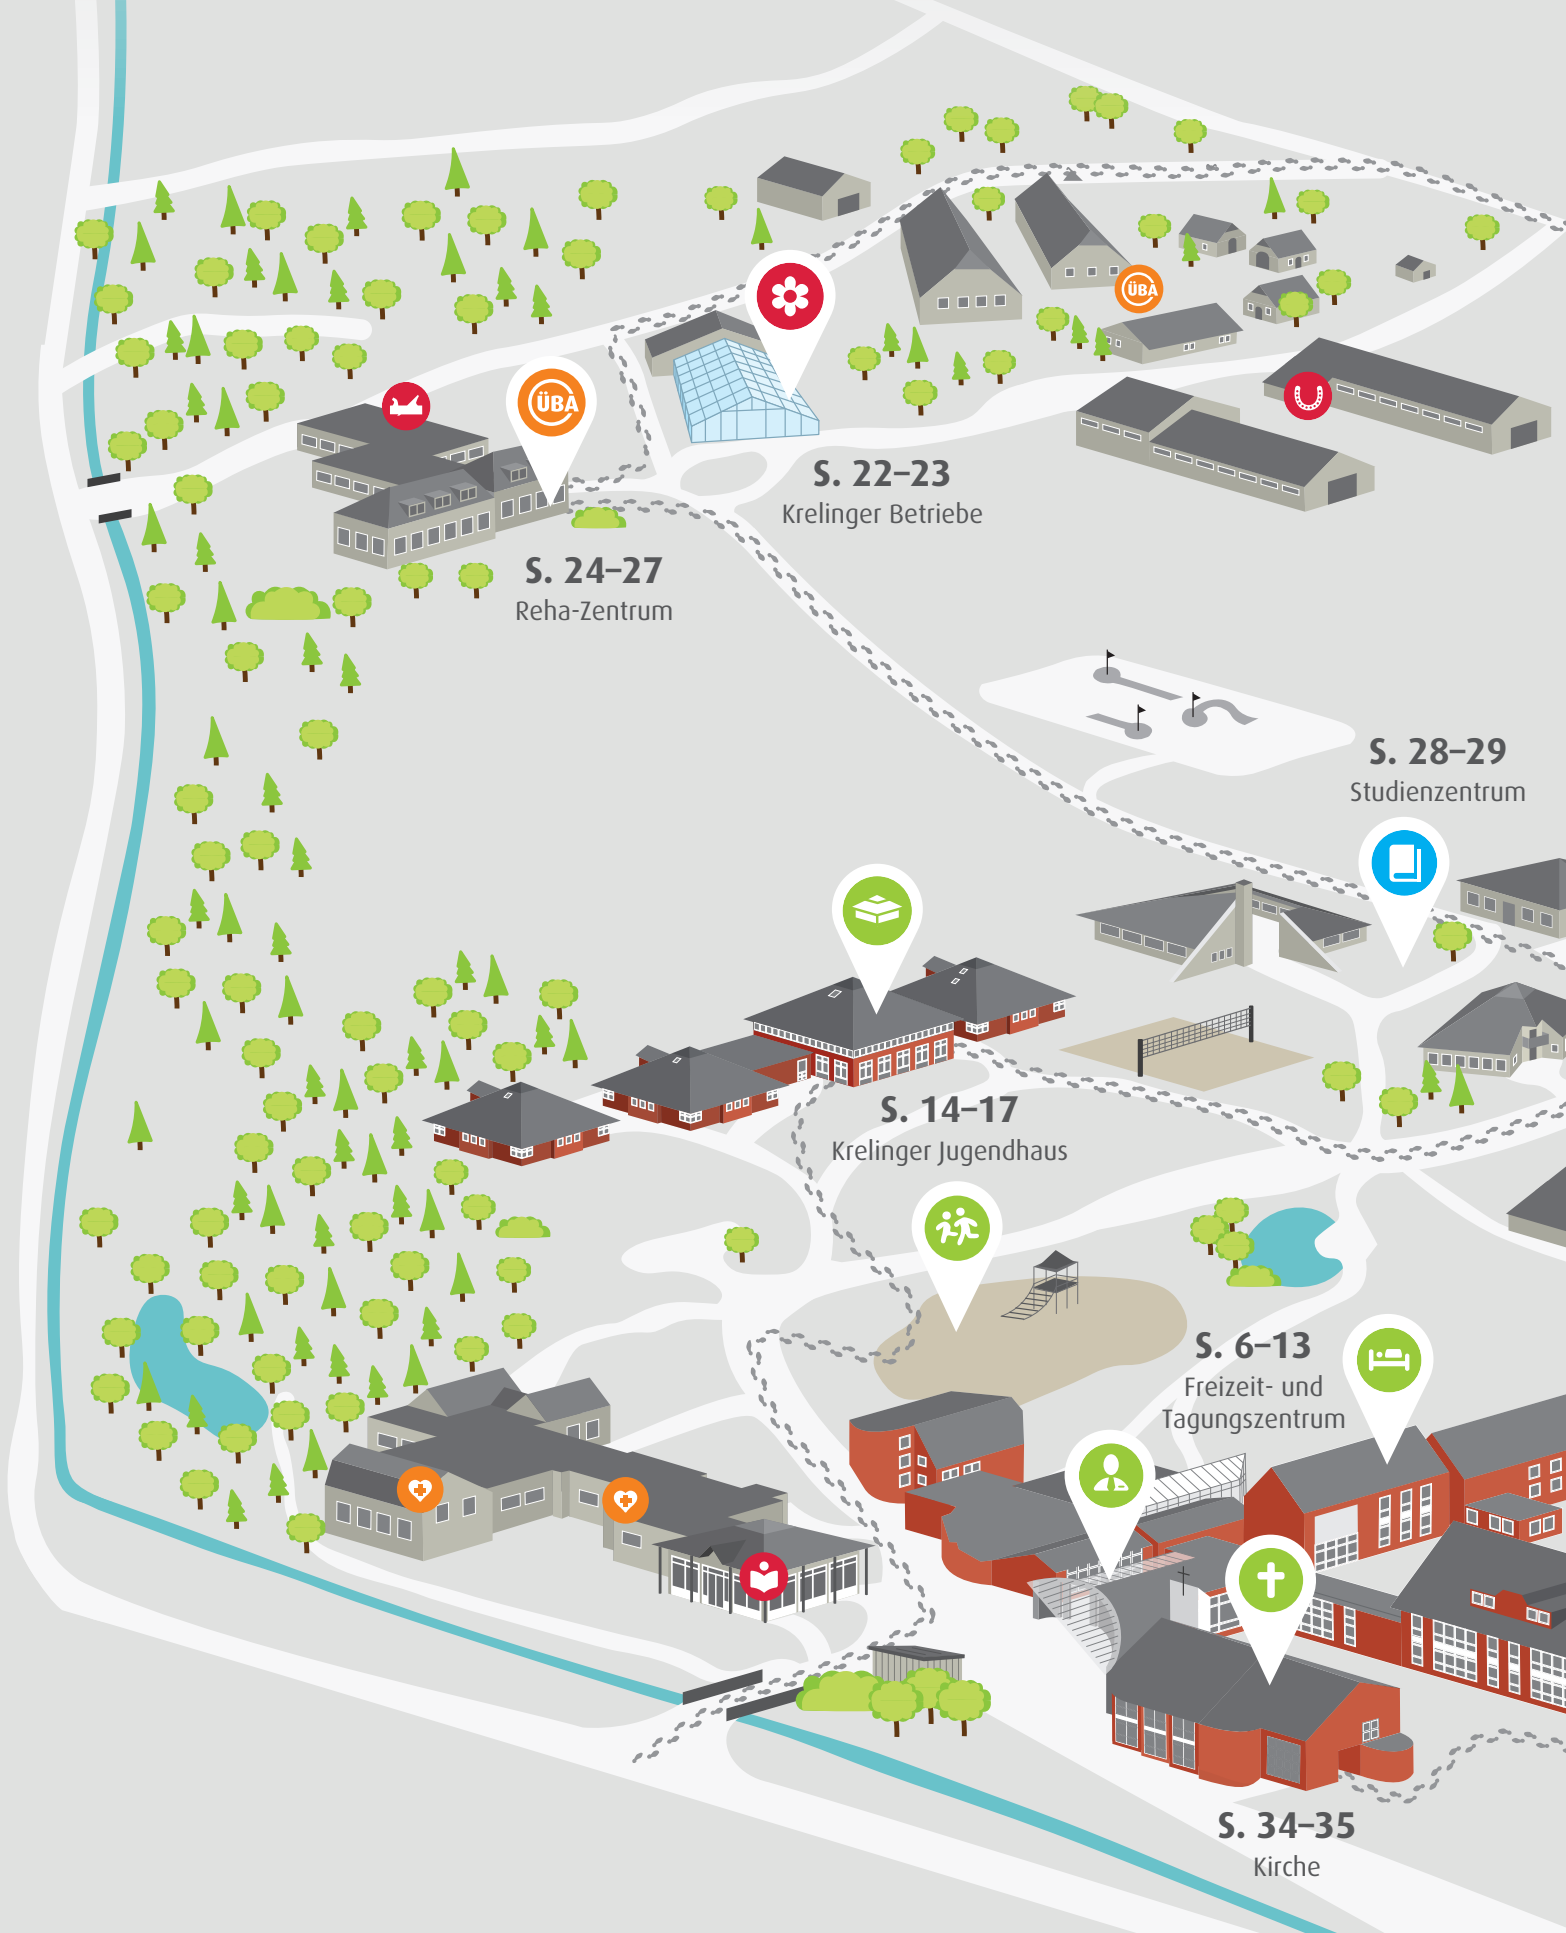 ÜBA
ÜBA
S. 22–23
Krelinger Betriebe
S. 24–27
Reha-Zentrum
S. 28–29
Studienzentrum
S. 14–17
Krelinger Jugendhaus
S. 6–13
Freizeit- und
Tagungszentrum
S. 34–35
Kirche